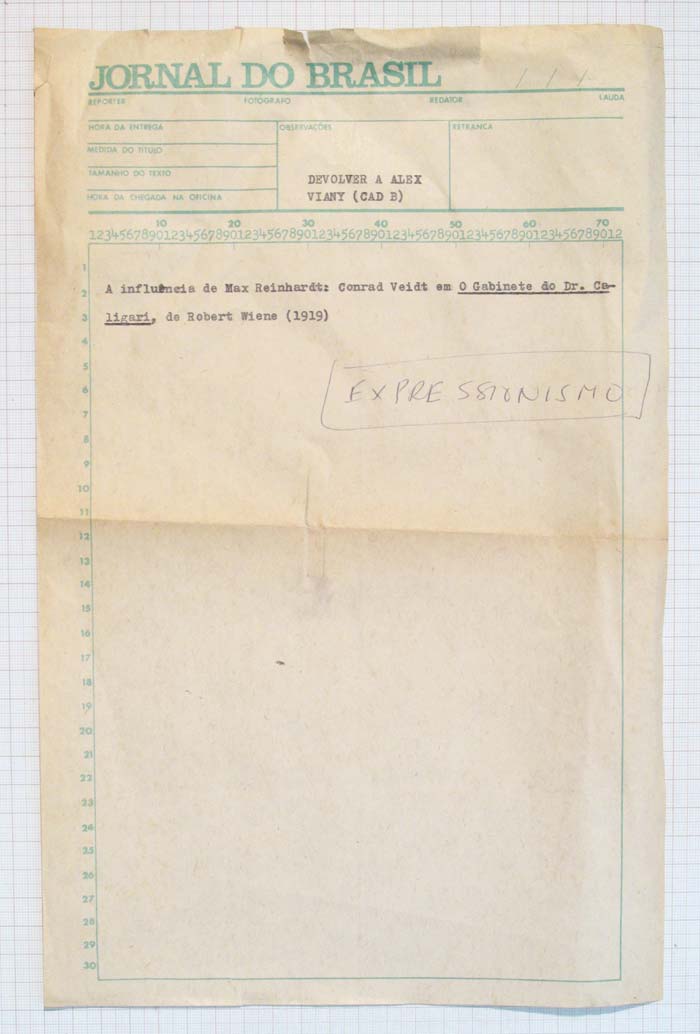 JORNAL DO BRASIL
REPORTER FOTÓGRAFO REDATOR LAUDA
HORA DA ENTREGA OBSERVAÇÕES RETRANCA
MEDIDA DO TÍTULO
TAMANHO DO TEXTO
DEVOLVER A ALEX
HORA DA CHEGADA NA OFICINA
VIANY (CAD B)
10 20 30 40 50 60 70
123456789012345678901234567890123456789012345678901234567890123456789012
1
2 A influência de Max Reinhardt: Conrad Veidt em O Gabinete do Dr. Ca-
3 ligari, de Robert Wiene (1919)
4
5
6 EXPRESSIONISMO
7
8
9
10
11
12
13
14
15
16
17
18
19
20
21
22
23
24
25
26
27
28
29
30